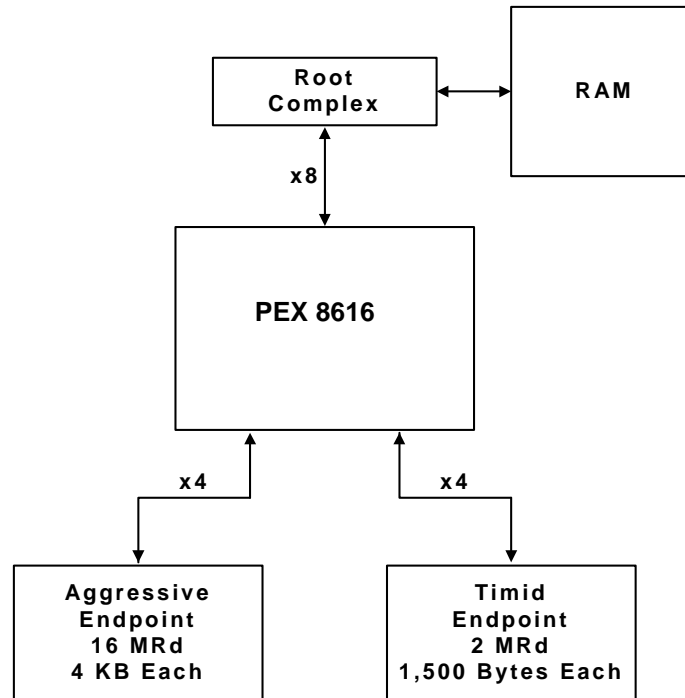 Root
Complex
RAM
x8
PEX 8616
x4
x4
Aggressive
Endpoint
16 MRd
4 KB Each
Timid
Endpoint
2 MRd
1,500 Bytes Each